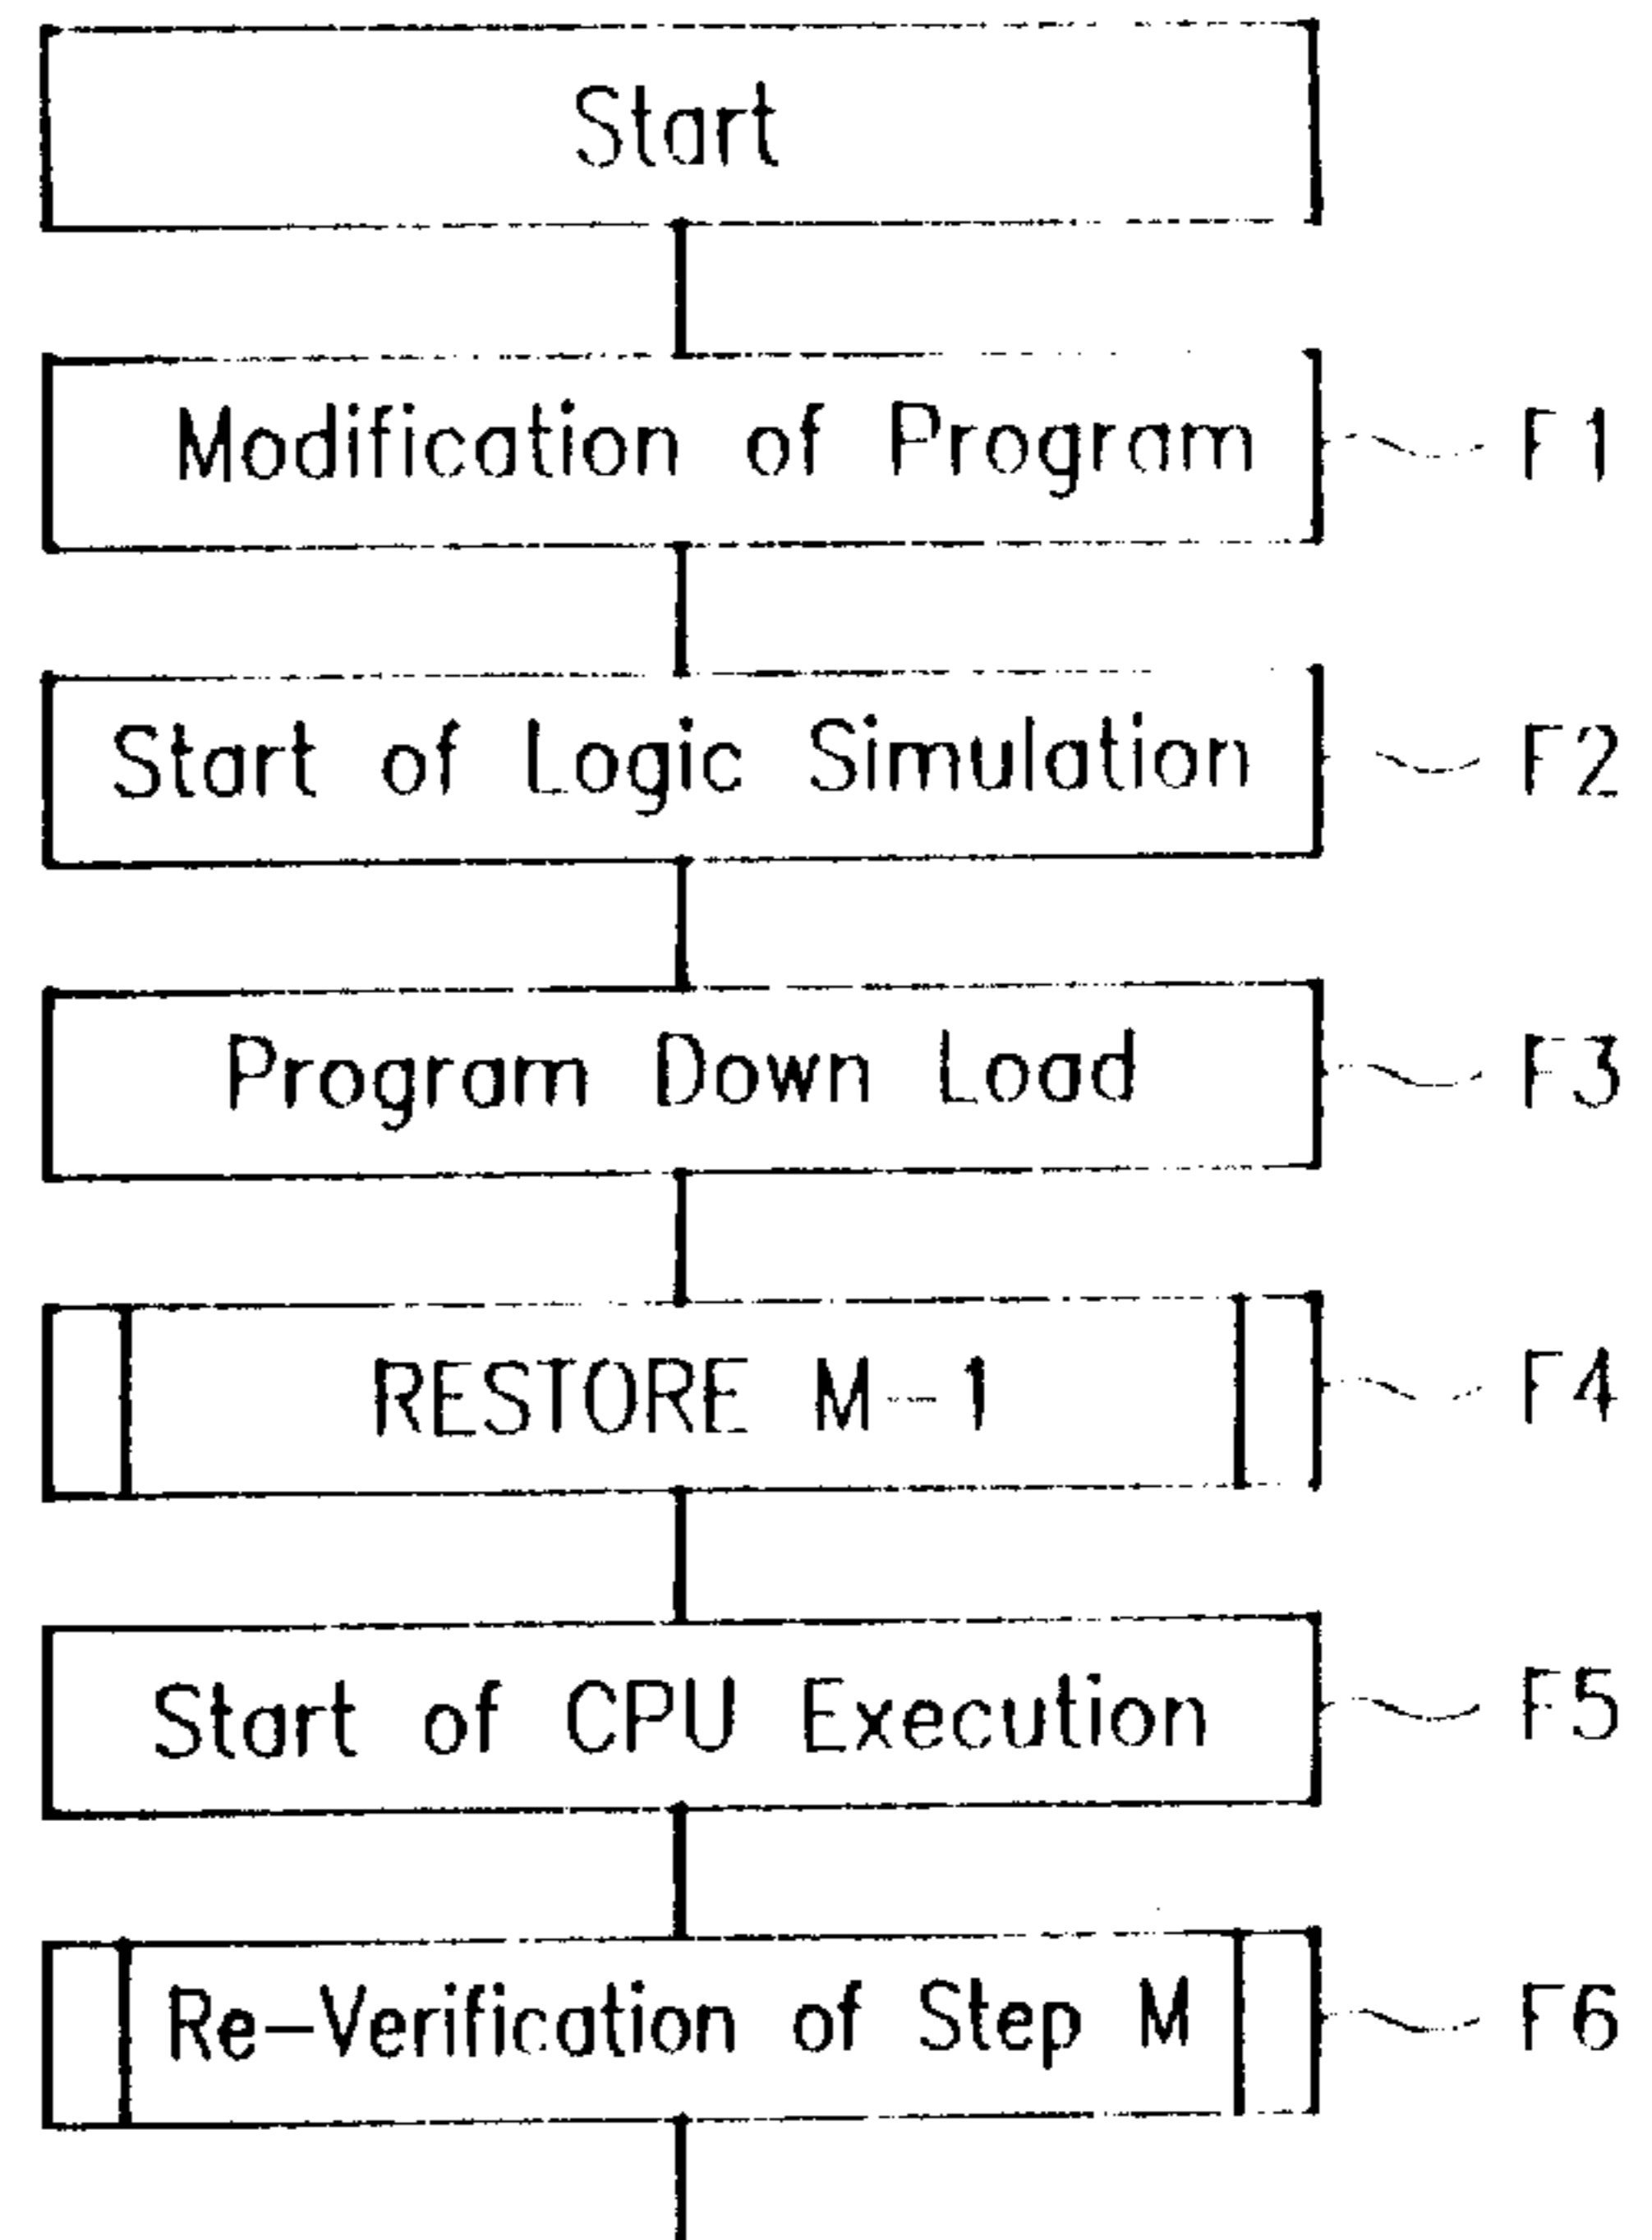 Start
Modification of Program F1
Start of Logic Simulation F2
Program Down Load F3
RESTORE M-1 F4
Start of CPU Execution F5
Re-Verification of Step M F6